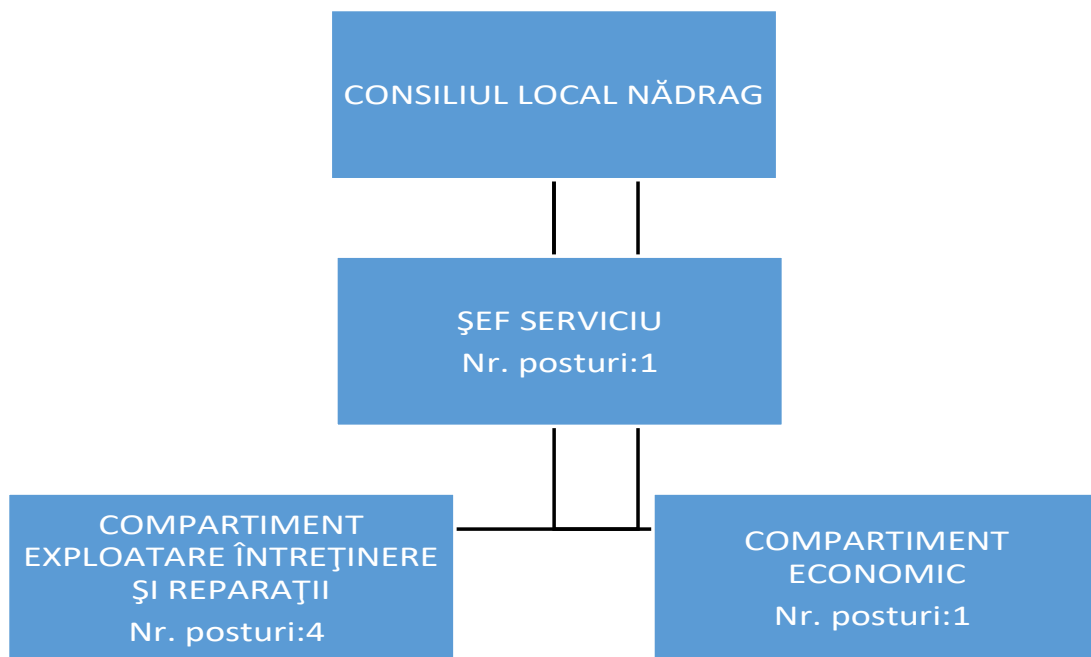 CONSILIUL LOCAL NĂDRAG
ŞEF SERVICIU
Nr. posturi:1
COMPARTIMENT
EXPLOATARE ÎNTREŢINERE
ŞI REPARAŢII
Nr. posturi:4
COMPARTIMENT
ECONOMIC
Nr. posturi:1